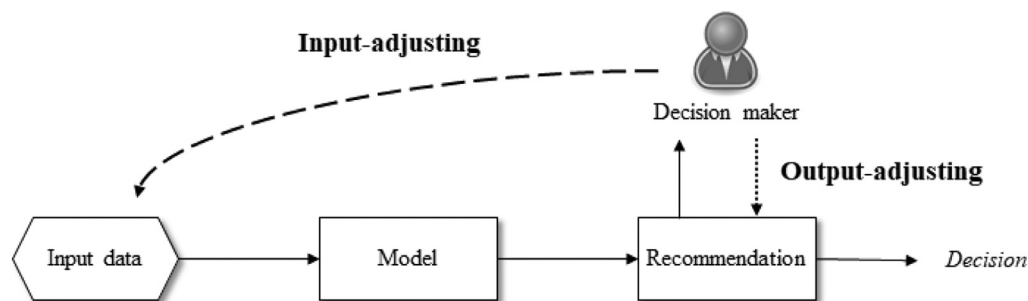 Input-adjusting
Decision maker
Output-adjusting
Input data
Model
Recommendation
Decision